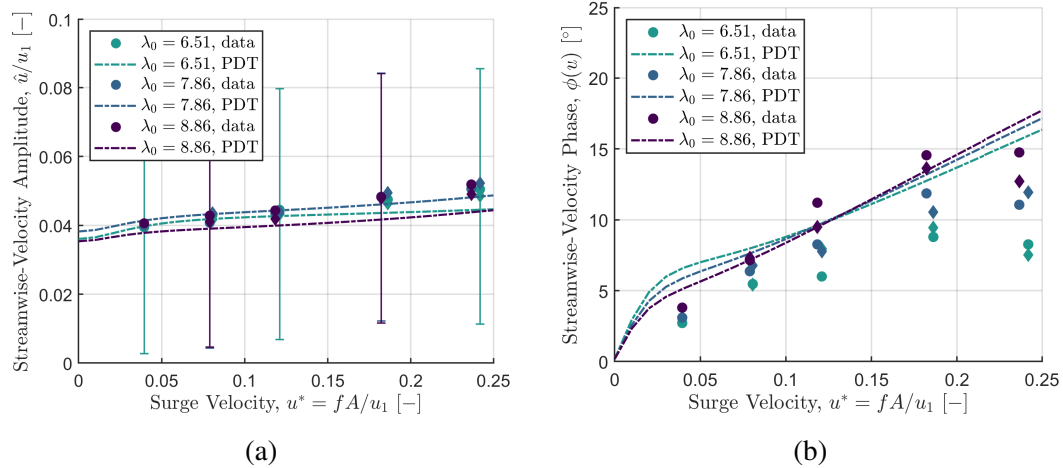 (a)
0.1
0.08
0.06
0.04
0.02
0
Streamwise-Velocity Amplitude, û/u₁ [−]
λ₀ = 6.51, data
λ₀ = 6.51, PDT
λ₀ = 7.86, data
λ₀ = 7.86, PDT
λ₀ = 8.86, data
λ₀ = 8.86, PDT
0 0.05 0.1 0.15 0.2 0.25
Surge Velocity, u* = fA/u₁ [−]
(a)
(b)
25
20
15
10
5
0
Streamwise-Velocity Phase, ϕ(u) [°]
λ₀ = 6.51, data
λ₀ = 6.51, PDT
λ₀ = 7.86, data
λ₀ = 7.86, PDT
λ₀ = 8.86, data
λ₀ = 8.86, PDT
0 0.05 0.1 0.15 0.2 0.25
Surge Velocity, u* = fA/u₁ [−]
(b)